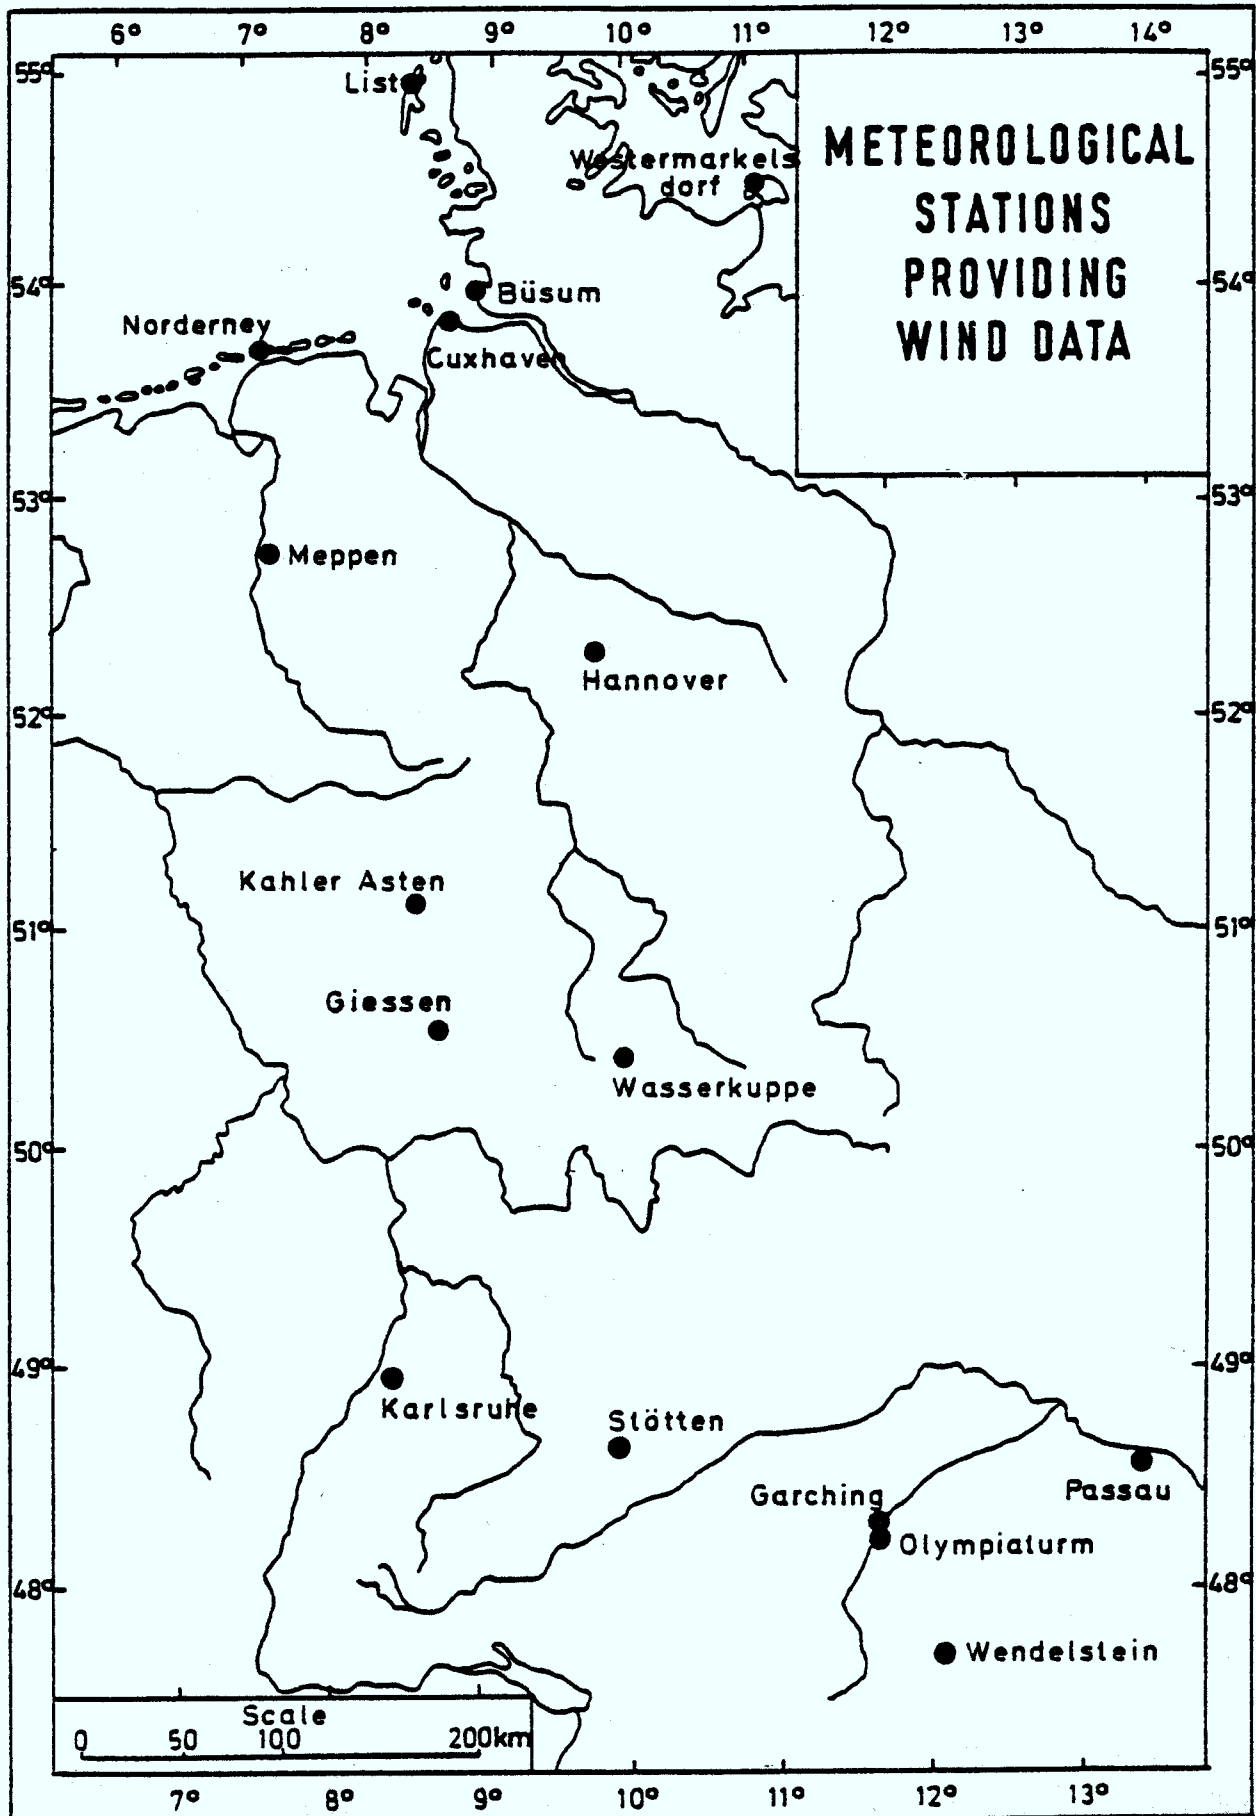 6° 7° 8° 9° 10° 11° 12° 13° 14°
55° 55°
List
METEOROLOGICAL
STATIONS
PROVIDING
WIND DATA
Westermarkels
dorf
54° 54°
Büsum
Norderney
Cuxhaven
53° 53°
Meppen
Hannover
52° 52°
Kahler Asten
51° 51°
Giessen
Wasserkuppe
50° 50°
49° 49°
Karlsruhe
Stötten
Garching
Passau
Olympiaturm
48° 48°
Wendelstein
Scale
0 50 100 200km
7° 8° 9° 10° 11° 12° 13°